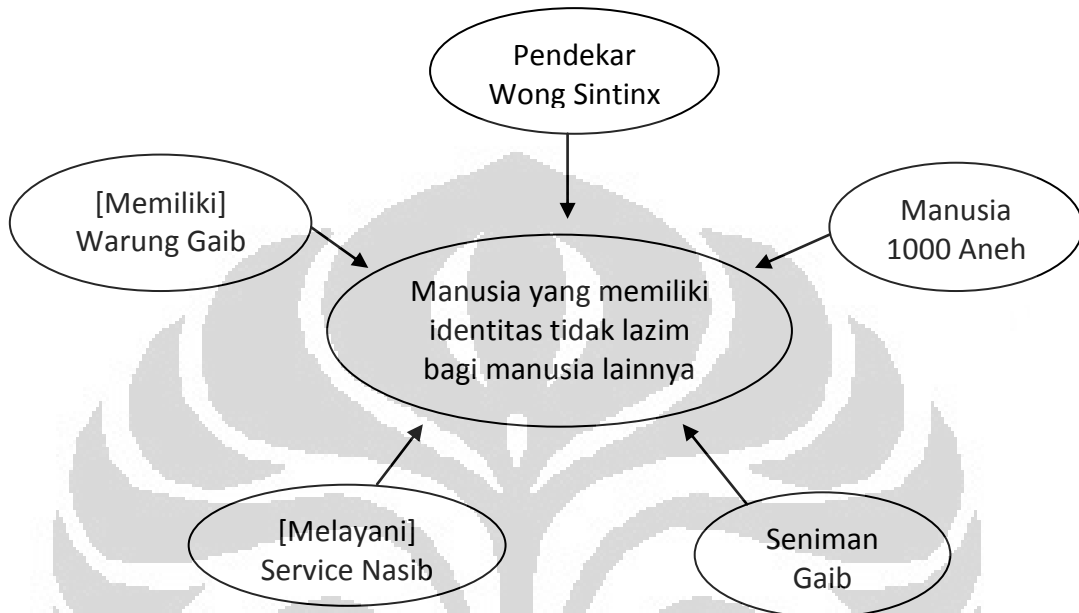 Pendekar
Wong Sintinx
[Memiliki]
Warung Gaib
Manusia
1000 Aneh
Manusia yang memiliki
identitas tidak lazim
bagi manusia lainnya
[Melayani]
Service Nasib
Seniman
Gaib